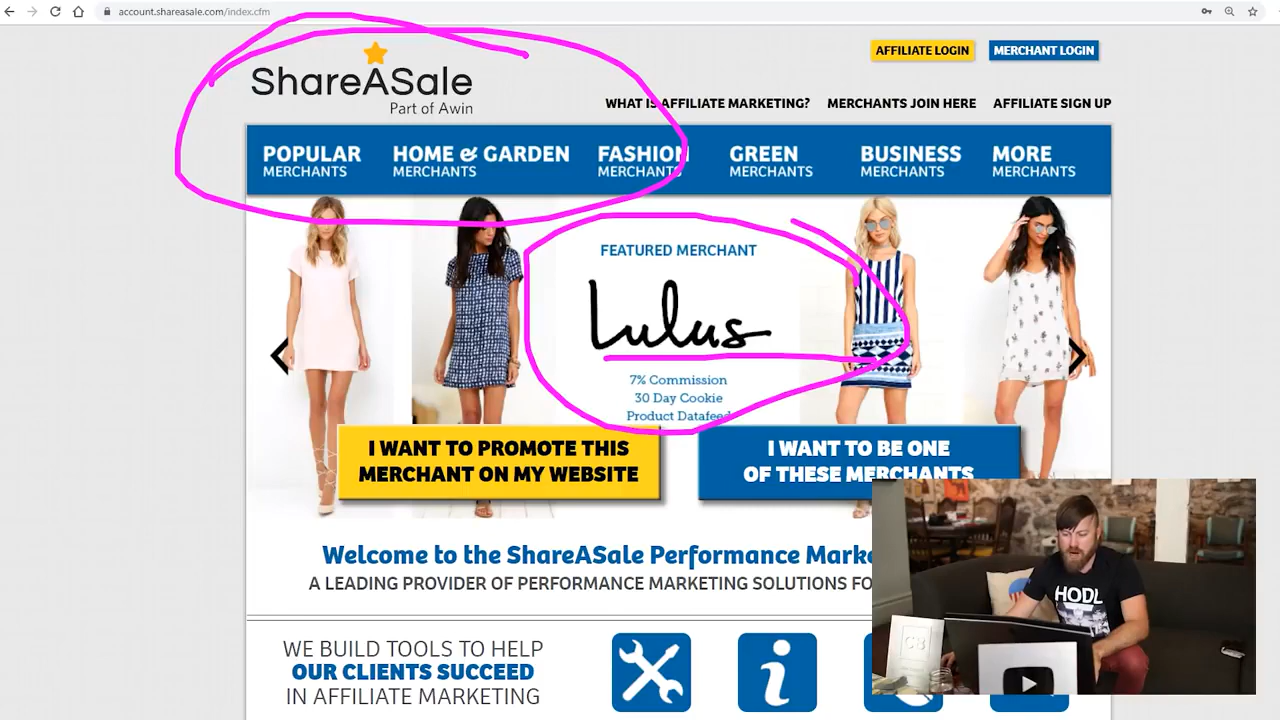 account.shareasale.com/index.cfm
AFFILIATE LOGIN
MERCHANT LOGIN
ShareASale
Part of Awin
WHAT IS AFFILIATE MARKETING?
MERCHANTS JOIN HERE
AFFILIATE SIGN UP
POPULAR
MERCHANTS
HOME & GARDEN
MERCHANTS
FASHION
MERCHANTS
GREEN
MERCHANTS
BUSINESS
MERCHANTS
MORE
MERCHANTS
FEATURED MERCHANT
Lulus
7% Commission
30 Day Cookie
Product Datafeed
I WANT TO PROMOTE THIS
MERCHANT ON MY WEBSITE
I WANT TO BE ONE
OF THESE MERCHANTS
Welcome to the ShareASale Performance Marke
A LEADING PROVIDER OF PERFORMANCE MARKETING SOLUTIONS FO
WE BUILD TOOLS TO HELP
OUR CLIENTS SUCCEED
IN AFFILIATE MARKETING
HODL